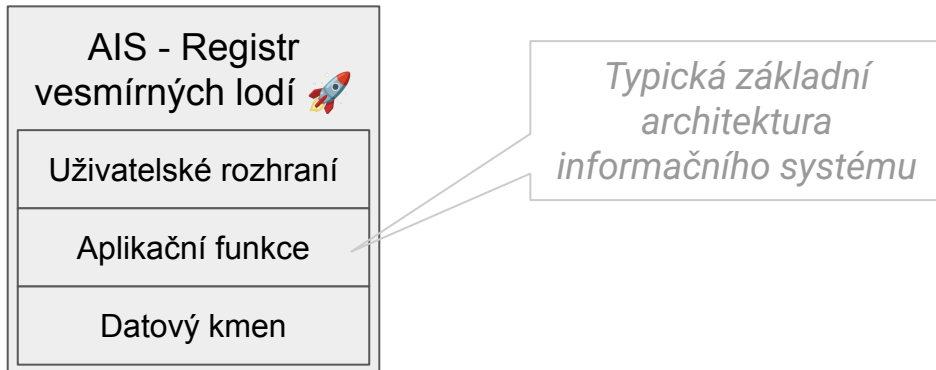 AIS - Registr
vesmírných lodí 🚀
Uživatelské rozhraní
Aplikační funkce
Datový kmen
Typická základní
architektura
informačního systému